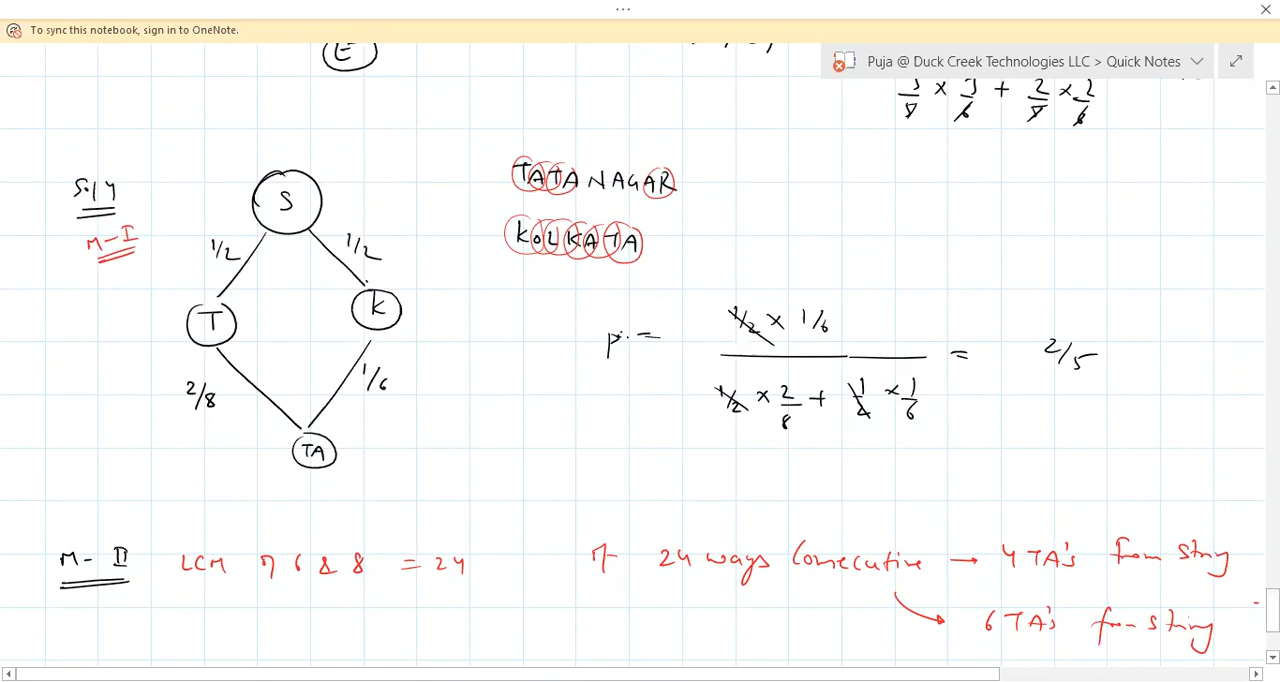 To sync this notebook, sign in to OneNote.
Puja @ Duck Creek Technologies LLC > Quick Notes
E
× + ×
S
TATANAGAR
M-I
KOLKATA
1/2 1/2
T K
p = 1/2 × 1/6
1/2 × 2/8 + 1/2 × 1/6 = 2/5
2/8 1/6
TA
M-II LCM of 6 & 8 = 24
24 ways consecutive → 4 TA's from string
6 TA's from string